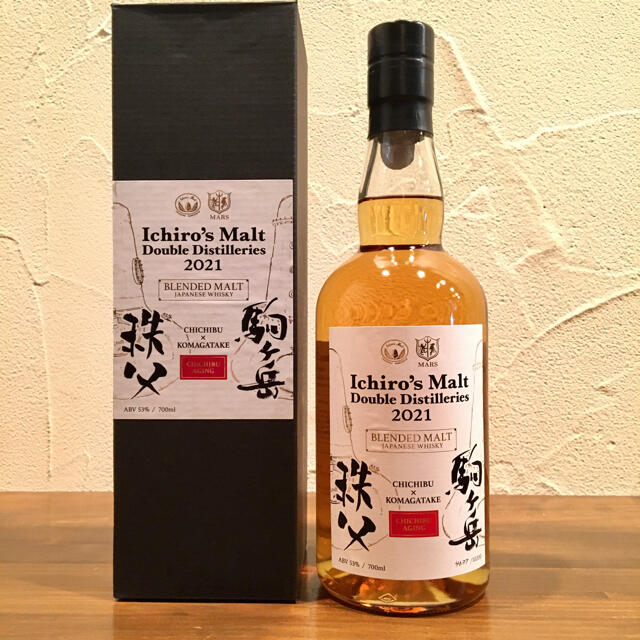 MARS
Ichiro's Malt
Double Distilleries
2021
BLENDED MALT
JAPANESE WHISKY
CHICHIBU
×
KOMAGATAKE
CHICHIBU
AGING
秩父
駒ヶ岳
ABV 53% / 700ml
MARS
Ichiro's Malt
Double Distilleries
2021
BLENDED MALT
JAPANESE WHISKY
CHICHIBU
×
KOMAGATAKE
CHICHIBU
AGING
秩父
駒ヶ岳
ABV 53% / 700ml